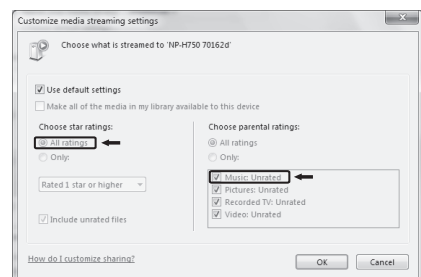 Customize media streaming settings
Choose what is streamed to 'NP-H750 70162d'
Use default settings
Make all of the media in my library available to this device
Choose star ratings:
All ratings
Only:
Rated 1 star or higher
Include unrated files
Choose parental ratings:
All ratings
Only:
Music: Unrated
Pictures: Unrated
Recorded TV: Unrated
Video: Unrated
How do I customize sharing?
OK
Cancel